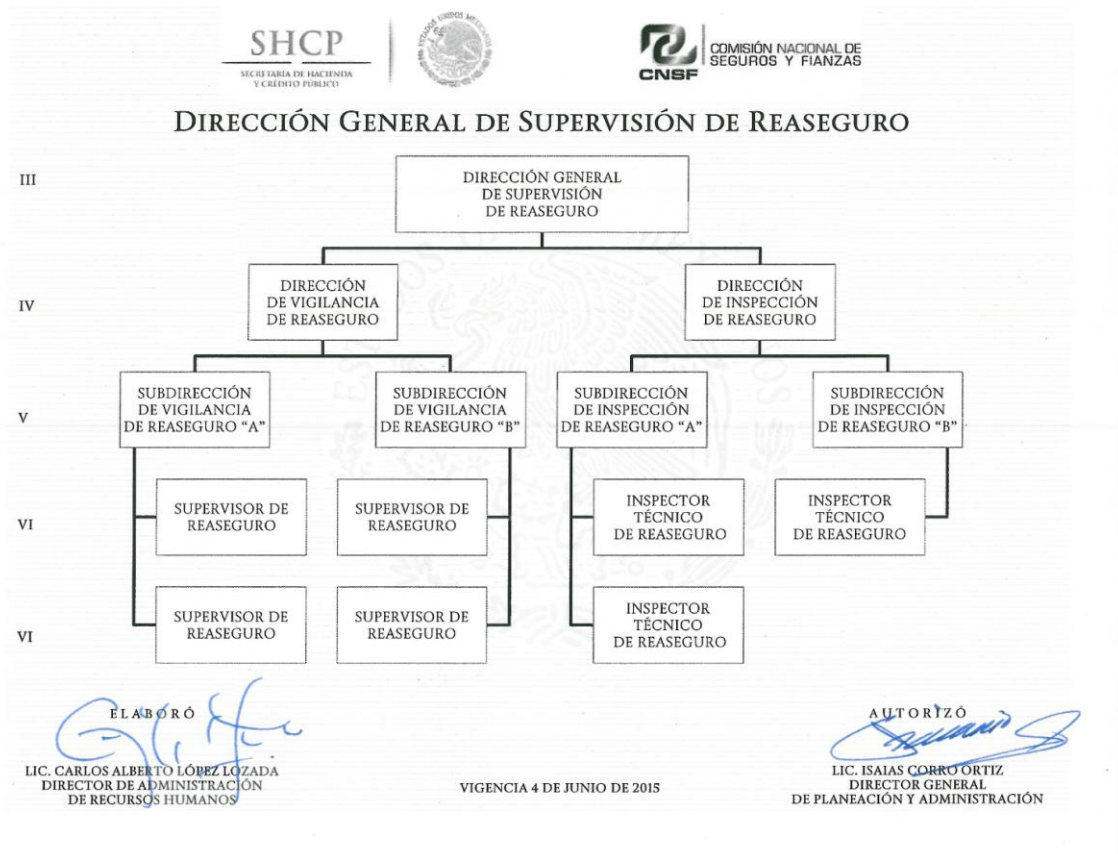 SHCP
SECRETARÍA DE HACIENDA
Y CRÉDITO PÚBLICO
ESTADOS UNIDOS MEXICANOS
CNSF
COMISIÓN NACIONAL DE
SEGUROS Y FIANZAS
DIRECCIÓN GENERAL DE SUPERVISIÓN DE REASEGURO
III
DIRECCIÓN GENERAL
DE SUPERVISIÓN
DE REASEGURO
IV
DIRECCIÓN
DE VIGILANCIA
DE REASEGURO
DIRECCIÓN
DE INSPECCIÓN
DE REASEGURO
V
SUBDIRECCIÓN
DE VIGILANCIA
DE REASEGURO “A”
SUBDIRECCIÓN
DE VIGILANCIA
DE REASEGURO “B”
SUBDIRECCIÓN
DE INSPECCIÓN
DE REASEGURO “A”
SUBDIRECCIÓN
DE INSPECCIÓN
DE REASEGURO “B”
VI
SUPERVISOR DE
REASEGURO
SUPERVISOR DE
REASEGURO
INSPECTOR
TÉCNICO
DE REASEGURO
INSPECTOR
TÉCNICO
DE REASEGURO
VI
SUPERVISOR DE
REASEGURO
SUPERVISOR DE
REASEGURO
INSPECTOR
TÉCNICO
DE REASEGURO
ELABORÓ
LIC. CARLOS ALBERTO LÓPEZ LOZADA
DIRECTOR DE ADMINISTRACIÓN
DE RECURSOS HUMANOS
VIGENCIA 4 DE JUNIO DE 2015
AUTORIZÓ
LIC. ISAIAS CORRO ORTIZ
DIRECTOR GENERAL
DE PLANEACIÓN Y ADMINISTRACIÓN